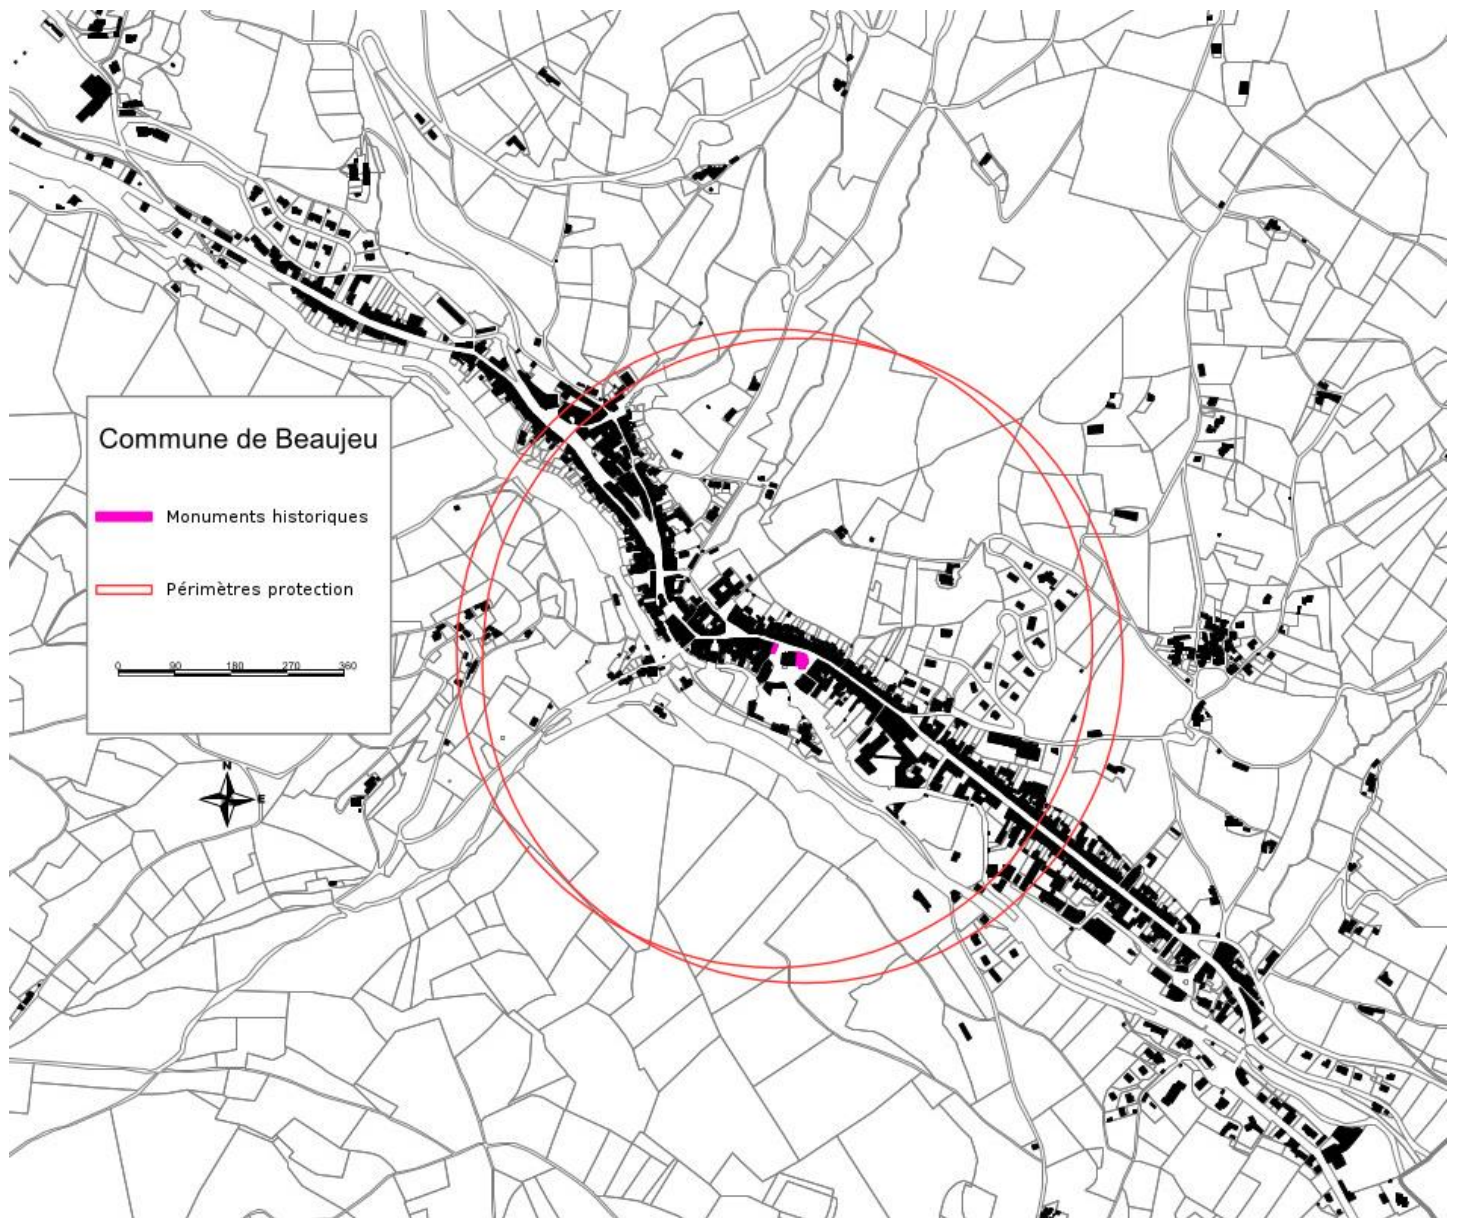 Commune de Beaujeu
Monuments historiques
Périmètres protection
0 90 180 270 360
N
E